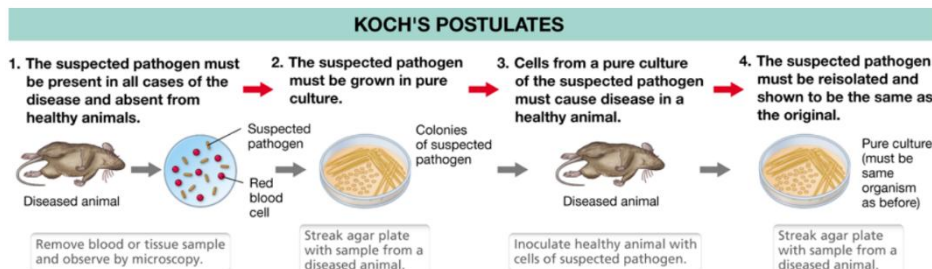 KOCH'S POSTULATES
1. The suspected pathogen must
be present in all cases of the
disease and absent from
healthy animals.
2. The suspected pathogen
must be grown in pure
culture.
3. Cells from a pure culture
of the suspected pathogen
must cause disease in a
healthy animal.
4. The suspected pathogen
must be reisolated and
shown to be the same as
the original.
Suspected
pathogen
Red
blood
cell
Diseased animal
Colonies
of suspected
pathogen
Diseased animal
Pure culture
(must be
same
organism
as before)
Remove blood or tissue sample
and observe by microscopy.
Streak agar plate
with sample from a
diseased animal.
Inoculate healthy animal with
cells of suspected pathogen.
Streak agar plate
with sample from a
diseased animal.